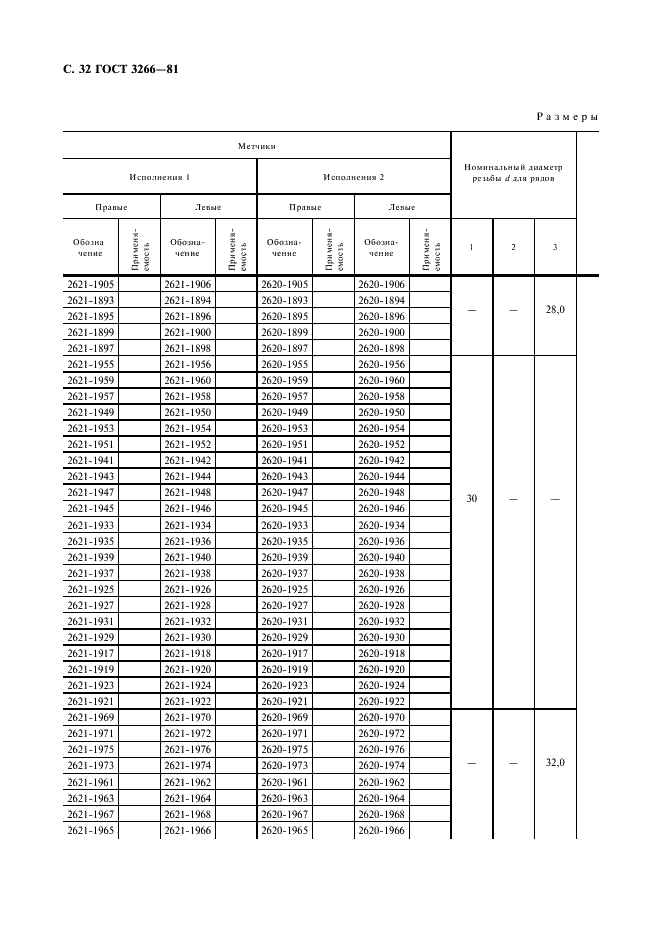 С. 32 ГОСТ 3266—81
Размеры
Метчики
Номинальный диаметр резьбы d для рядов
Исполнения 1 Исполнения 2
Правые Левые Правые Левые
Обозна чение Применя- емость Обозна- чение Применя- емость Обозна- чение Применя- емость Обозна- чение Применя- емость 1 2 3
2621-1905 2621-1906 2620-1905 2620-1906
2621-1893 2621-1894 2620-1893 2620-1894
2621-1895 2621-1896 2620-1895 2620-1896 — — 28,0
2621-1899 2621-1900 2620-1899 2620-1900
2621-1897 2621-1898 2620-1897 2620-1898
2621-1955 2621-1956 2620-1955 2620-1956
2621-1959 2621-1960 2620-1959 2620-1960
2621-1957 2621-1958 2620-1957 2620-1958
2621-1949 2621-1950 2620-1949 2620-1950
2621-1953 2621-1954 2620-1953 2620-1954
2621-1951 2621-1952 2620-1951 2620-1952
2621-1941 2621-1942 2620-1941 2620-1942
2621-1943 2621-1944 2620-1943 2620-1944
2621-1947 2621-1948 2620-1947 2620-1948 30 — —
2621-1945 2621-1946 2620-1945 2620-1946
2621-1933 2621-1934 2620-1933 2620-1934
2621-1935 2621-1936 2620-1935 2620-1936
2621-1939 2621-1940 2620-1939 2620-1940
2621-1937 2621-1938 2620-1937 2620-1938
2621-1925 2621-1926 2620-1925 2620-1926
2621-1927 2621-1928 2620-1927 2620-1928
2621-1931 2621-1932 2620-1931 2620-1932
2621-1929 2621-1930 2620-1929 2620-1930
2621-1917 2621-1918 2620-1917 2620-1918
2621-1919 2621-1920 2620-1919 2620-1920
2621-1923 2621-1924 2620-1923 2620-1924
2621-1921 2621-1922 2620-1921 2620-1922
2621-1969 2621-1970 2620-1969 2620-1970
2621-1971 2621-1972 2620-1971 2620-1972
2621-1975 2621-1976 2620-1975 2620-1976
2621-1973 2621-1974 2620-1973 2620-1974 — — 32,0
2621-1961 2621-1962 2620-1961 2620-1962
2621-1963 2621-1964 2620-1963 2620-1964
2621-1967 2621-1968 2620-1967 2620-1968
2621-1965 2621-1966 2620-1965 2620-1966